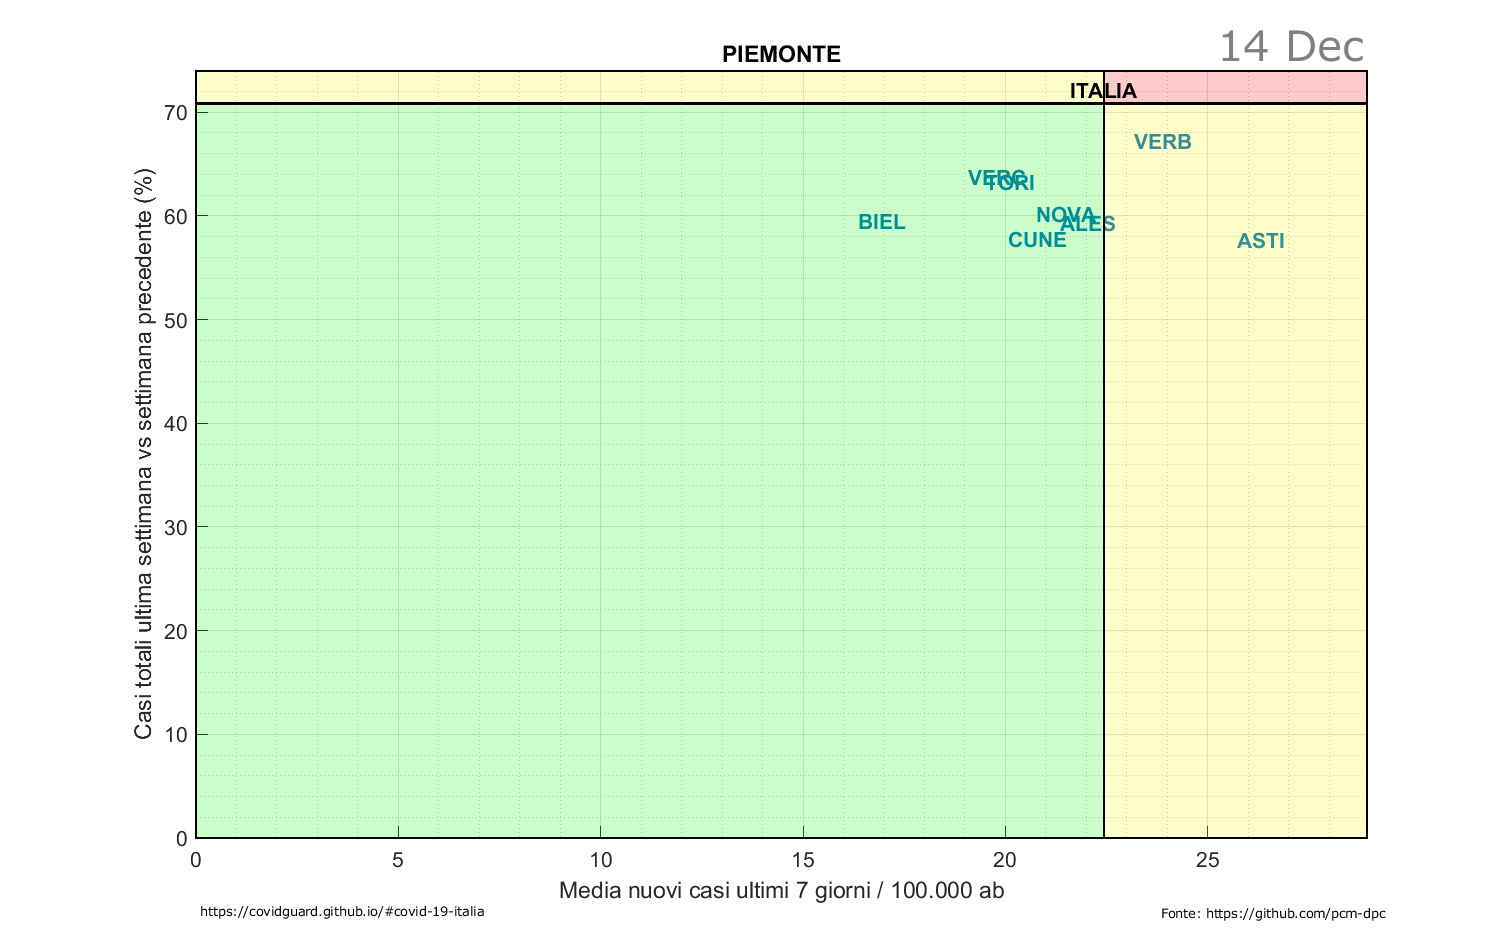 14 Dec
PIEMONTE
ITALIA
VERB
VERC
TORI
NOVA
BIEL
ALES
CUNE
ASTI
70
60
50
40
30
20
10
0
Casi totali ultima settimana vs settimana precedente (%)
0 5 10 15 20 25
Media nuovi casi ultimi 7 giorni / 100.000 ab
https://covidguard.github.io/#covid-19-italia
Fonte: https://github.com/pcm-dpc